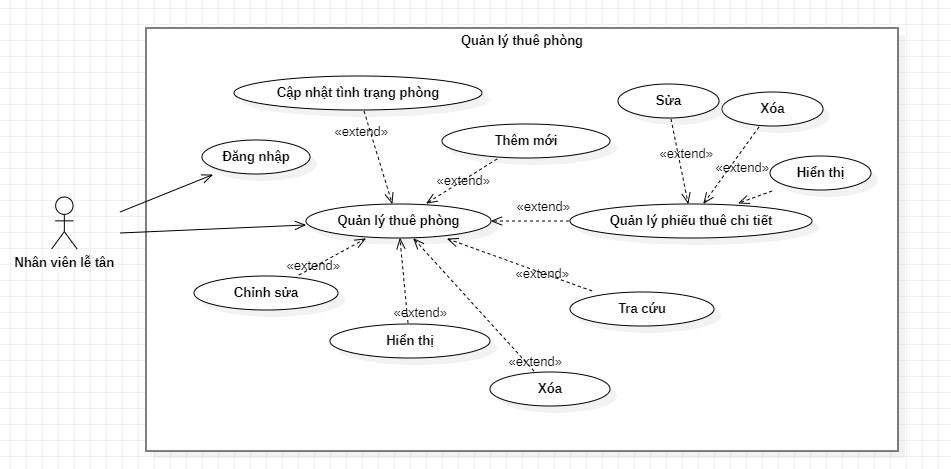 Quản lý thuê phòng
Cập nhật tình trạng phòng
Sửa
Xóa
«extend»
Thêm mới
Đăng nhập
«extend»
«extend»
«extend»
Hiển thị
«extend»
Quản lý thuê phòng
«extend»
Quản lý phiếu thuê chi tiết
Nhân viên lễ tân
«extend»
«extend»
Chỉnh sửa
Tra cứu
«extend»
Hiển thị
«extend»
Xóa